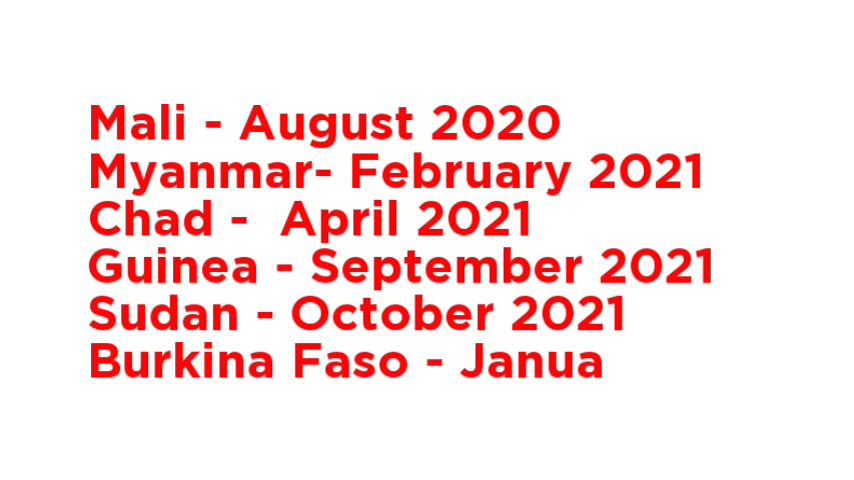 Mali - August 2020
Myanmar- February 2021
Chad -  April 2021
Guinea - September 2021
Sudan - October 2021
Burkina Faso - Janua